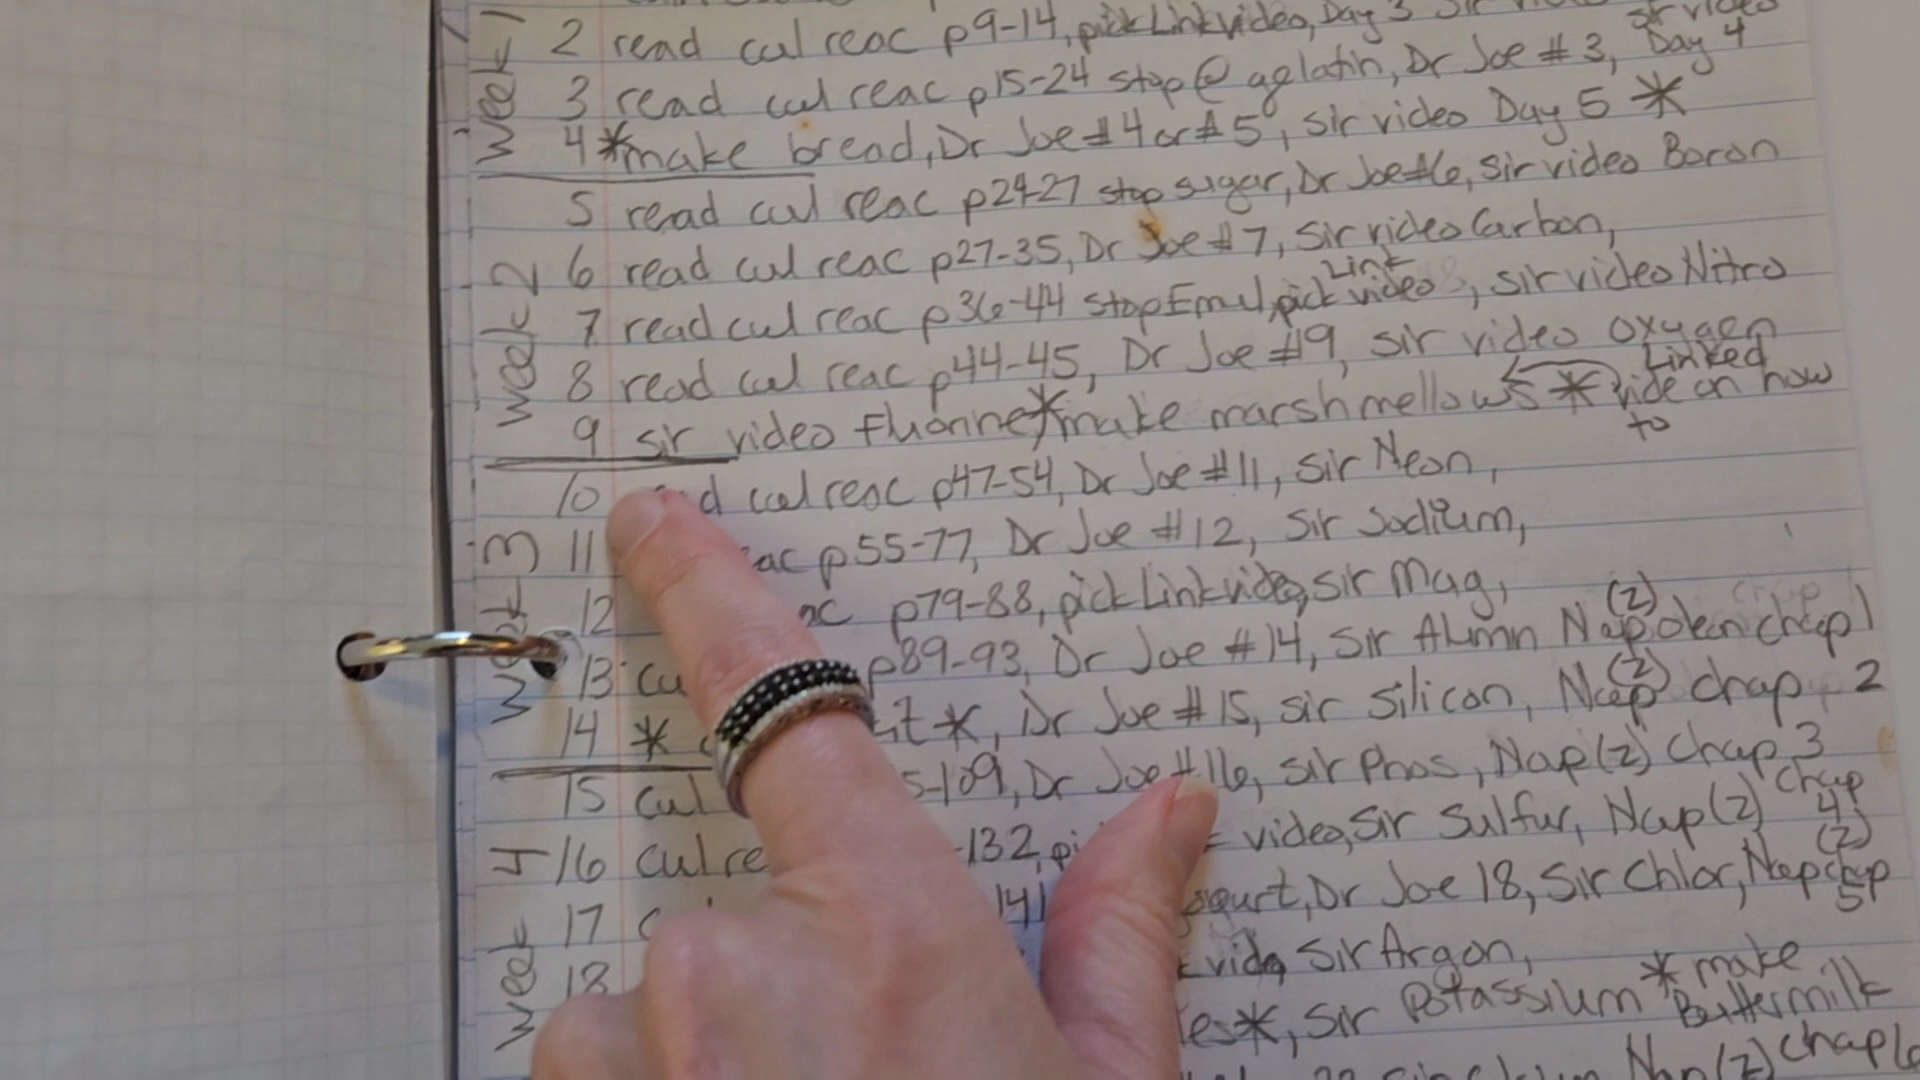 2 read cul reac p9-14, pick Link video, Day 3 Sir
sir video
3 read cul reac p15-24 stop @ agelatin, Dr Joe #3, Day 4
4 *make bread, Dr Joe #4 or #5, sir video Day 5 *
5 read cul reac p24-27 stop sugar, Dr Joe #6, Sir video Boron
6 read cul reac p27-35, Dr Joe #7, Sir video Carbon,
7 read cul reac p36-44 stop Emul, pick Link video, sir video Nitro
8 read cul reac p44-45, Dr Joe #9, sir video oxygen
9 sir video Fluorine *make marshmellows * Linked vide on how to
10 cul reac p47-54, Dr Joe #11, Sir Neon,
11 p55-77, Dr Joe #12, Sir Sodium,
12 p79-88, pick Link video, sir Mag,
13 p89-93, Dr Joe #14, Sir Alumn Napolean (2) chap 1
14 * *, Dr Joe #15, sir silicon, Nap (2) chap 2
15 cul -109, Dr Joe #16, sir Phos, Nap (2) Chap 3
16 cul re -132, video, Sir Sulfur, Nap (2) chap 4
17 141 Dr Joe 18, Sir Chlor, Nap (2) chap 5
18 Sir Argon,
*, Sir Potassium * make Buttermilk
Nap (2) chap 6
week 1
week 2
week 3
week 4